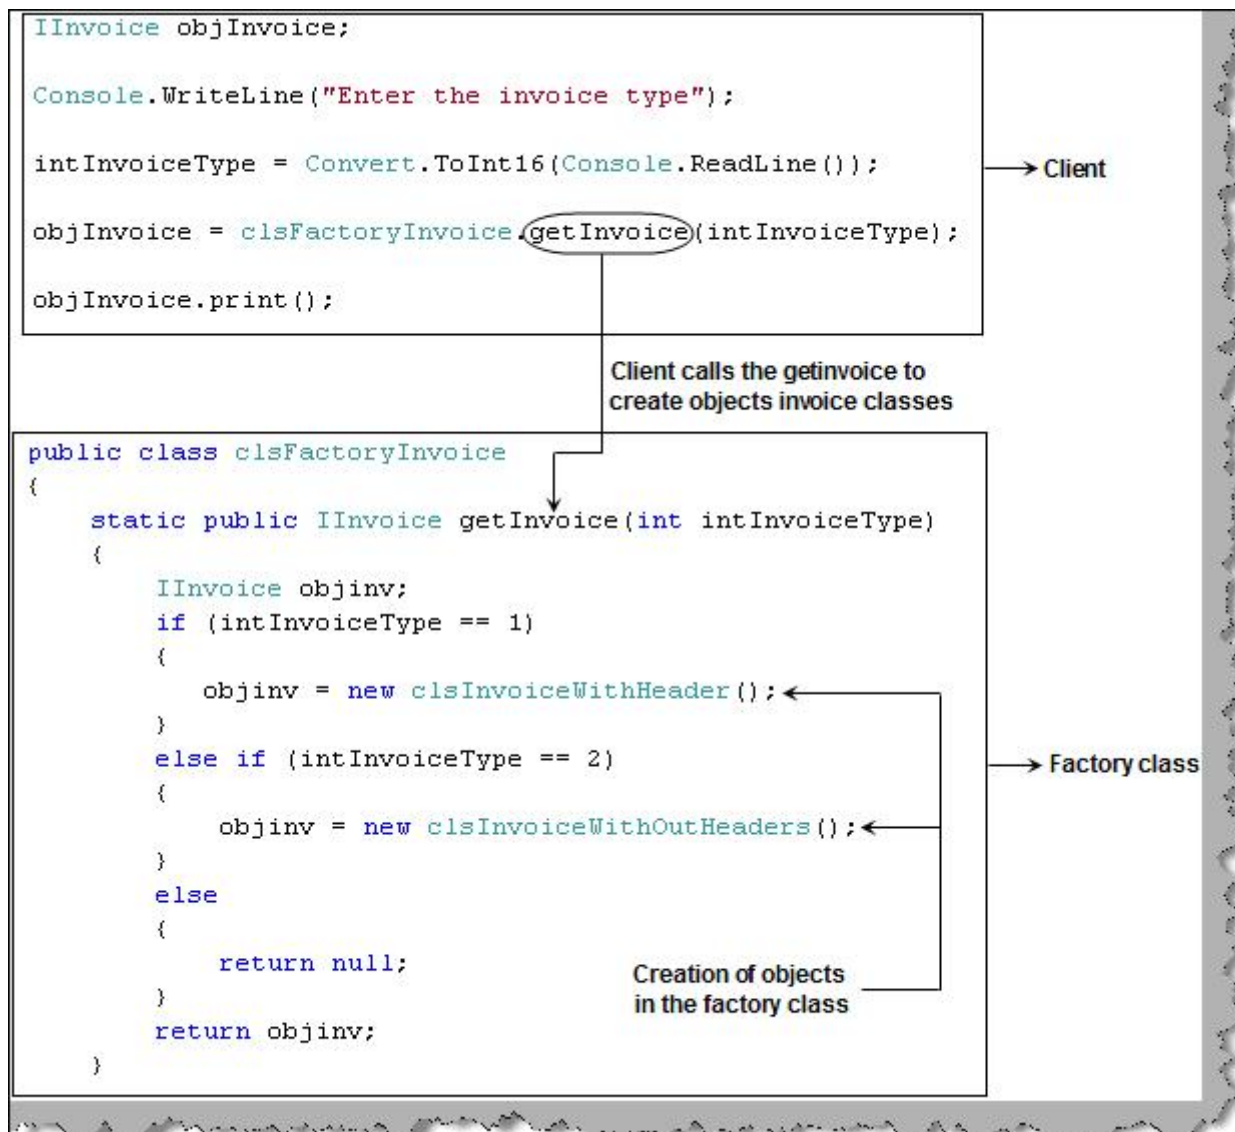 IInvoice objInvoice;
Console.WriteLine("Enter the invoice type");
intInvoiceType = Convert.ToInt16(Console.ReadLine());
objInvoice = clsFactoryInvoice.getInvoice(intInvoiceType);
objInvoice.print();
Client
Client calls the getinvoice to
create objects invoice classes
public class clsFactoryInvoice
{
static public IInvoice getInvoice(int intInvoiceType)
{
IInvoice objinv;
if (intInvoiceType == 1)
{
objinv = new clsInvoiceWithHeader();
}
else if (intInvoiceType == 2)
{
objinv = new clsInvoiceWithOutHeaders();
}
else
{
return null;
}
return objinv;
}
Factory class
Creation of objects
in the factory class